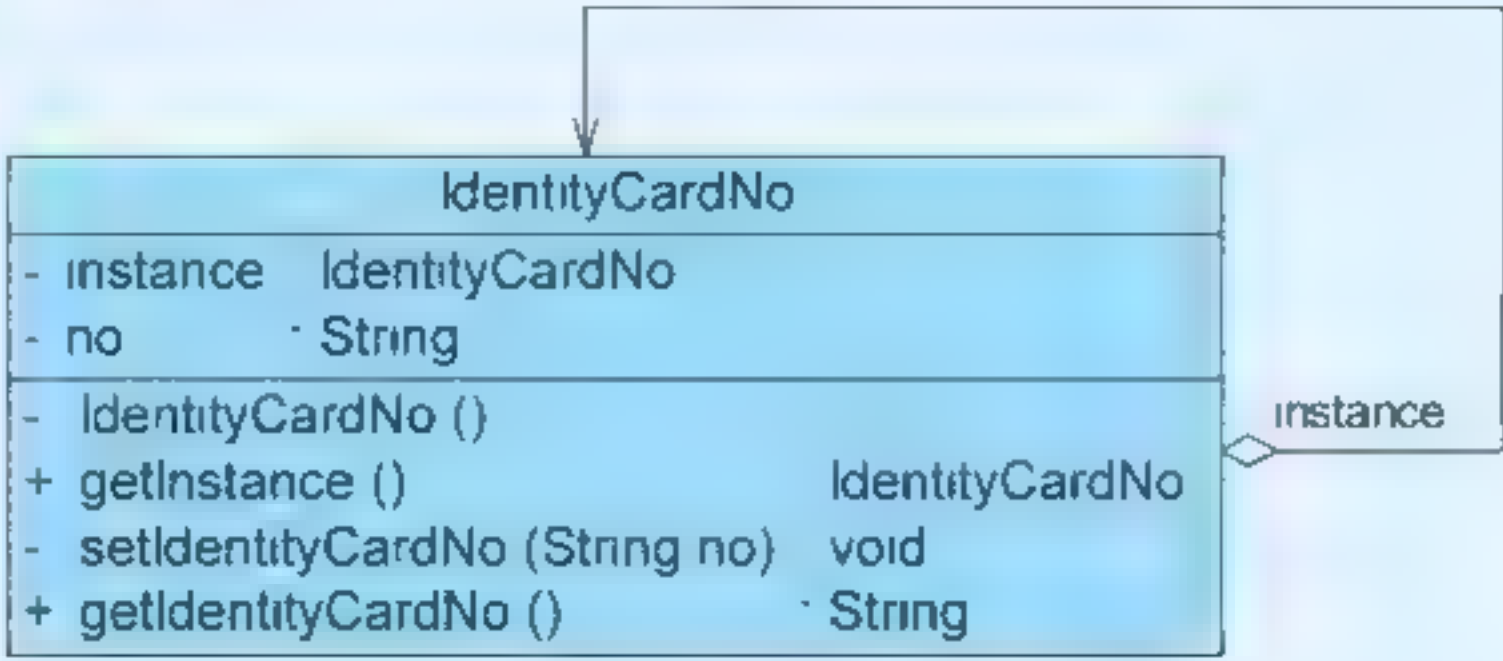 IdentityCardNo
- instance IdentityCardNo
- no : String
- IdentityCardNo ()
instance
+ getInstance () IdentityCardNo
- setIdentityCardNo (String no) void
+ getIdentityCardNo () : String